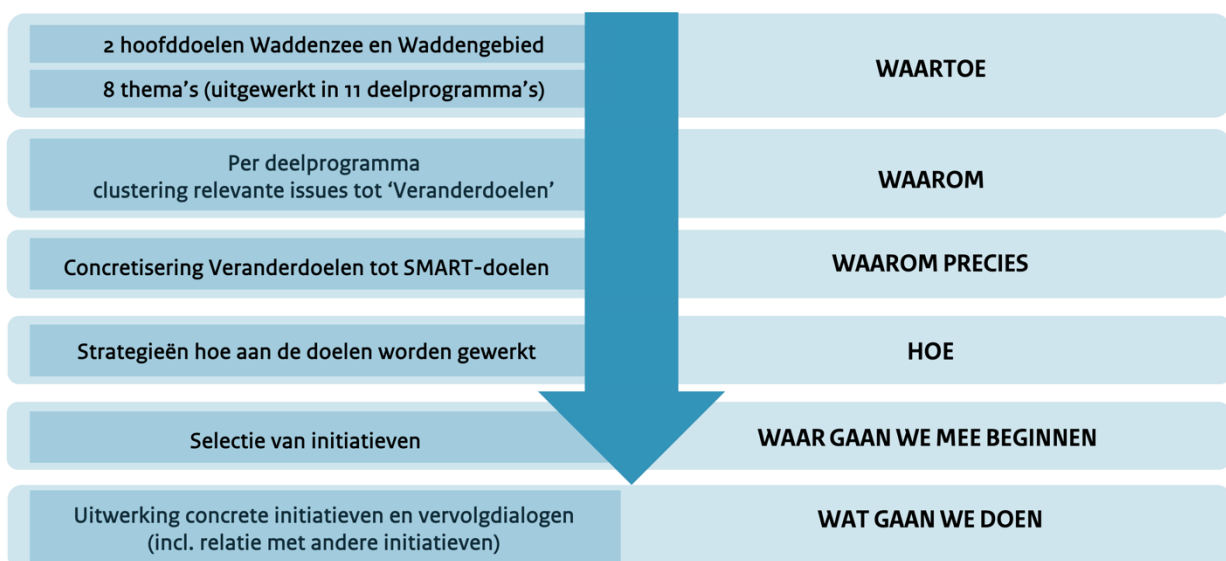 2 hoofddoelen Waddenzee en Waddengebied
8 thema's (uitgewerkt in 11 deelprogramma's)
WAARTOE
Per deelprogramma
clustering relevante issues tot ‘Veranderdoelen’
WAAROM
Concretisering Veranderdoelen tot SMART-doelen
WAAROM PRECIES
Strategieën hoe aan de doelen worden gewerkt
HOE
Selectie van initiatieven
WAAR GAAN WE MEE BEGINNEN
Uitwerking concrete initiatieven en vervolgdialogen
(incl. relatie met andere initiatieven)
WAT GAAN WE DOEN